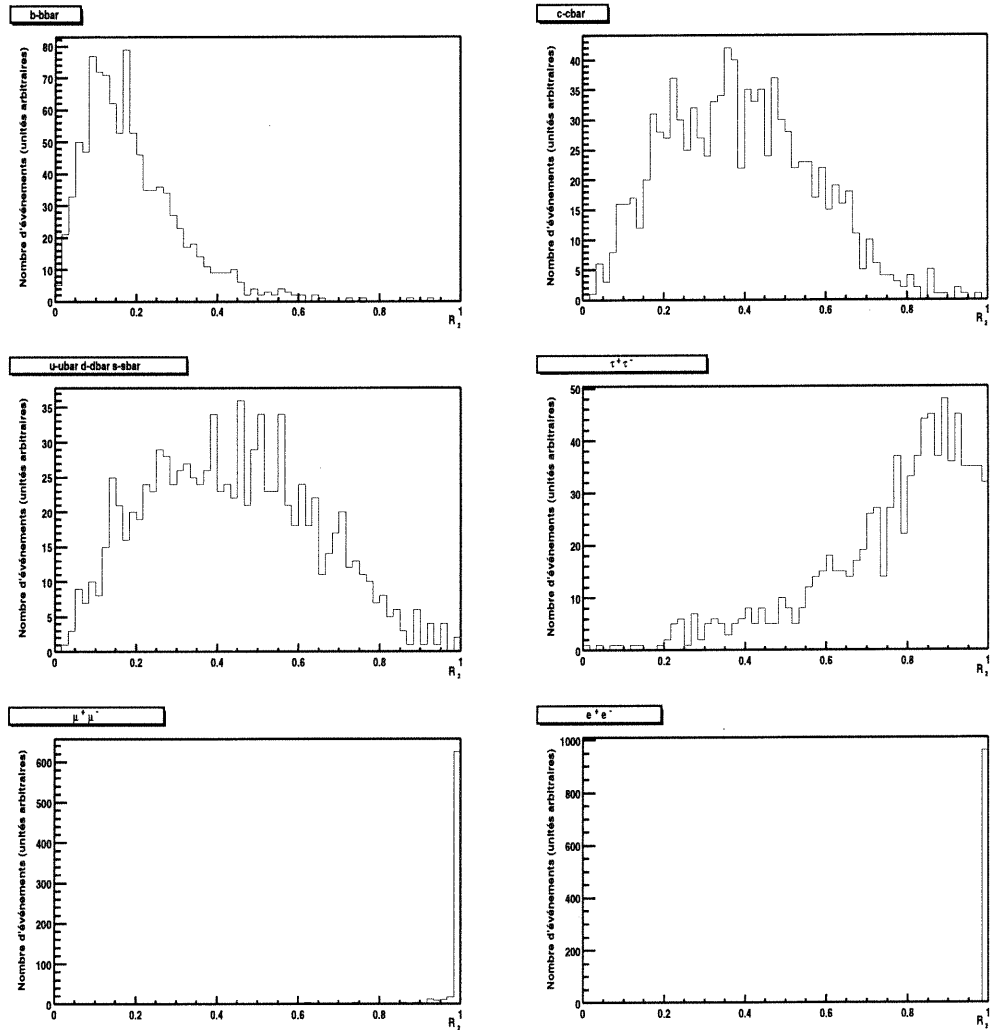 b-bbar
Nombre d'événements (unités arbitraires)
80
70
60
50
40
30
20
10
0
0 0.2 0.4 0.6 0.8 1
R₂
c-cbar
Nombre d'événements (unités arbitraires)
40
35
30
25
20
15
10
5
0
0 0.2 0.4 0.6 0.8 1
R₂
u-ubar d-dbar s-sbar
Nombre d'événements (unités arbitraires)
35
30
25
20
15
10
5
0
0 0.2 0.4 0.6 0.8 1
R₂
τ⁺τ⁻
Nombre d'événements (unités arbitraires)
50
40
30
20
10
0
0 0.2 0.4 0.6 0.8 1
R₂
μ⁺μ⁻
Nombre d'événements (unités arbitraires)
600
500
400
300
200
100
0
0 0.2 0.4 0.6 0.8 1
R₂
e⁺e⁻
Nombre d'événements (unités arbitraires)
1000
800
600
400
200
0
0 0.2 0.4 0.6 0.8 1
R₂